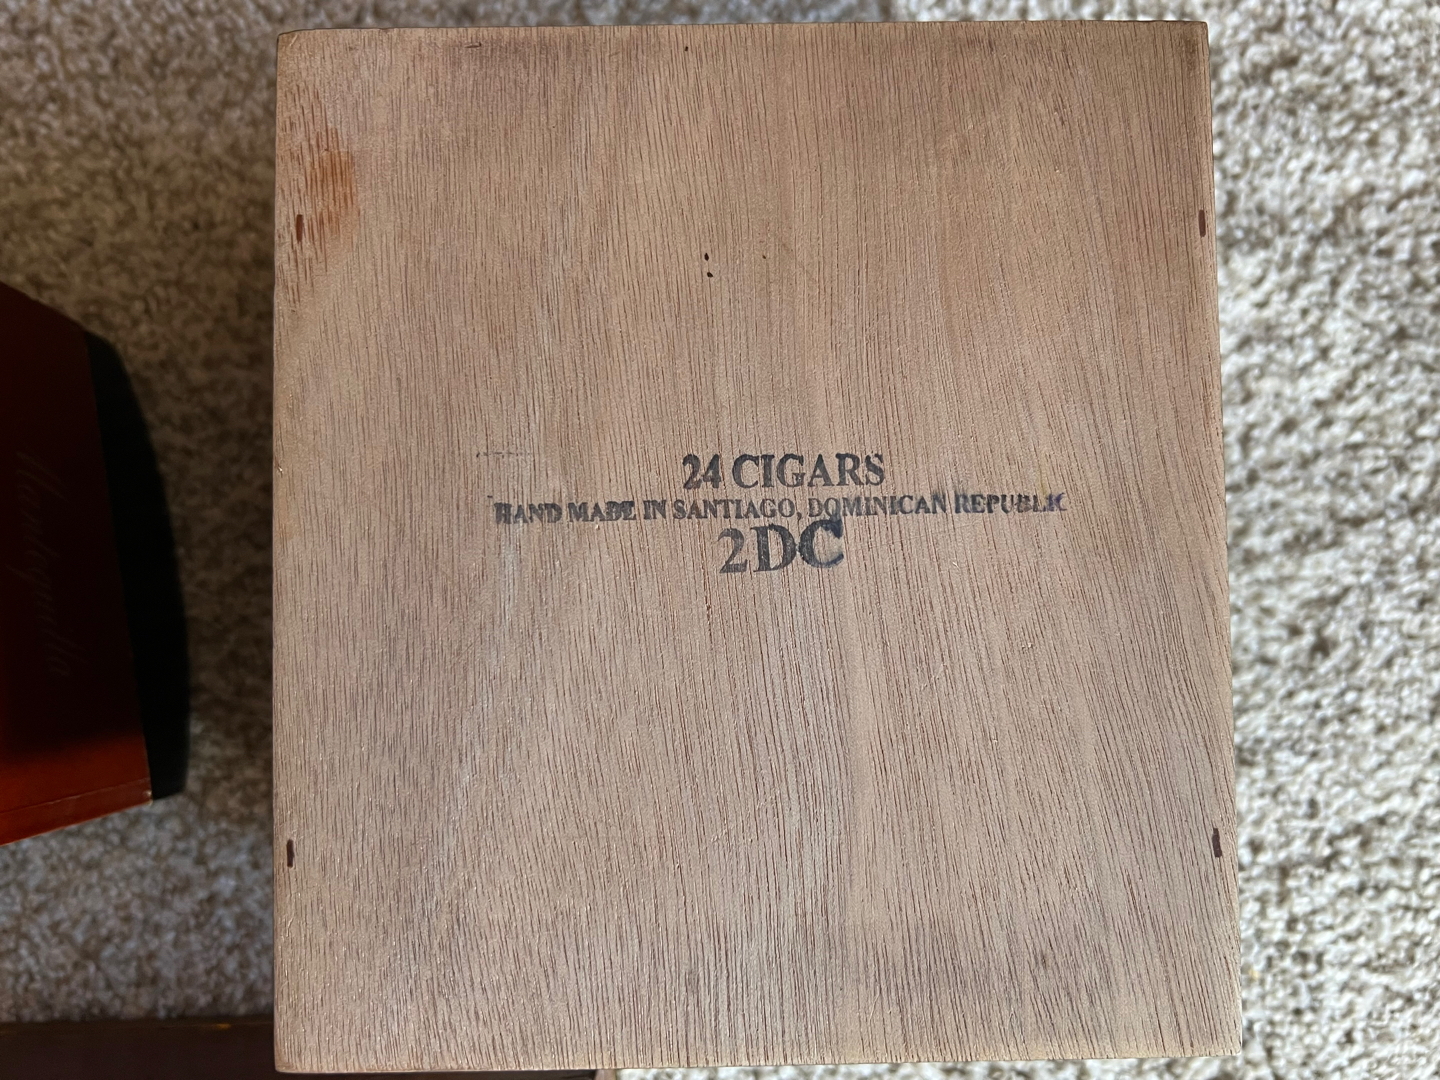 24 CIGARS
HAND MADE IN SANTIAGO, DOMINICAN REPUBLIC
2DC